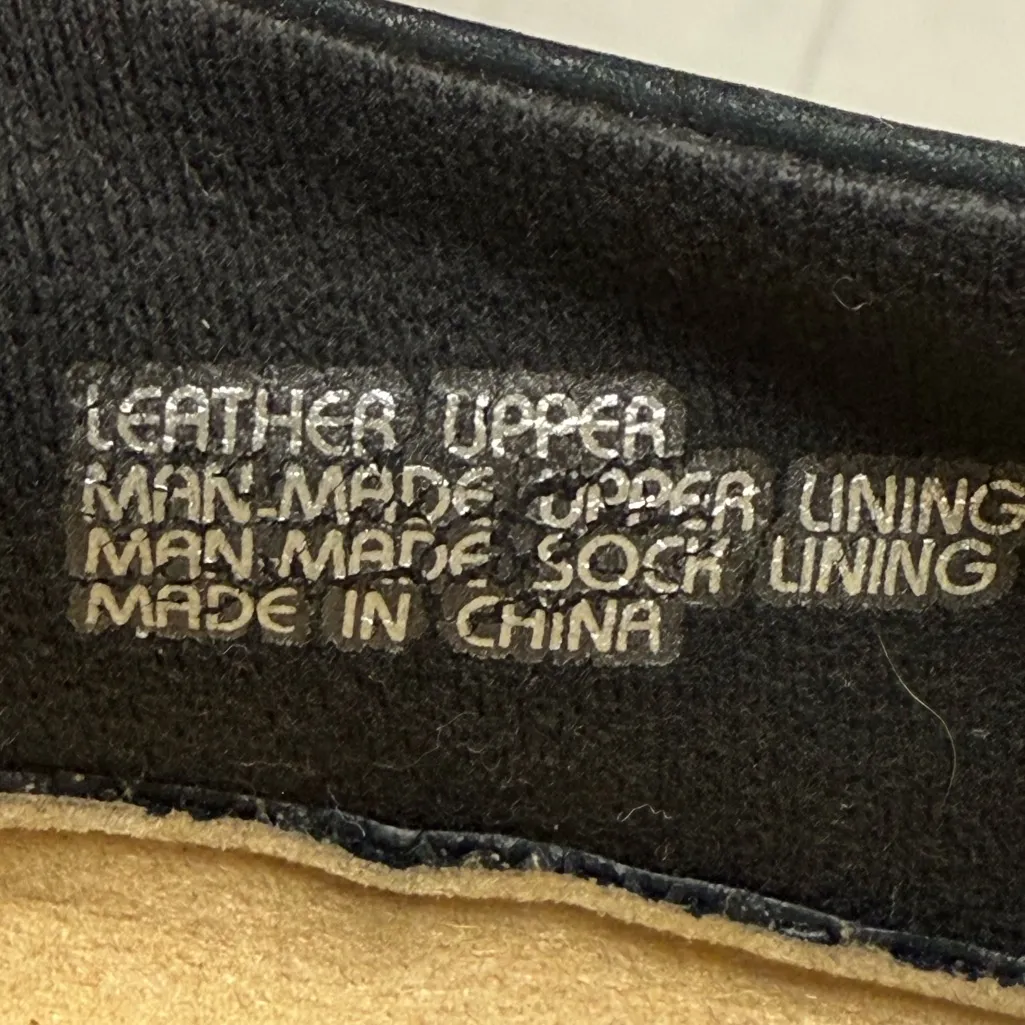 LEATHER UPPER
MAN-MADE UPPER LINING
MAN-MADE SOCK LINING
MADE IN CHINA